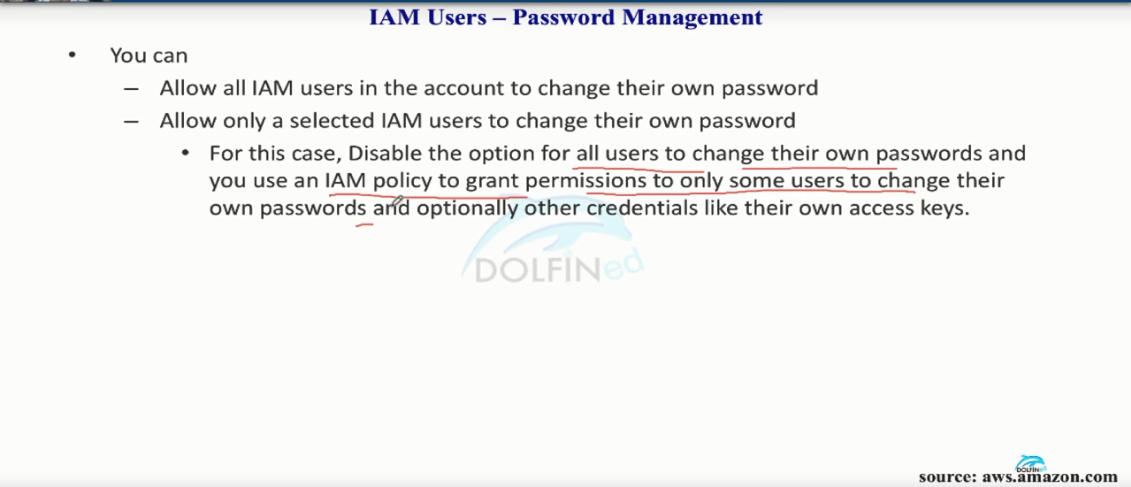 IAM Users – Password Management
• You can
– Allow all IAM users in the account to change their own password
– Allow only a selected IAM users to change their own password
• For this case, Disable the option for all users to change their own passwords and
you use an IAM policy to grant permissions to only some users to change their
own passwords and optionally other credentials like their own access keys.
DOLFINed
DOLFIN
source: aws.amazon.com